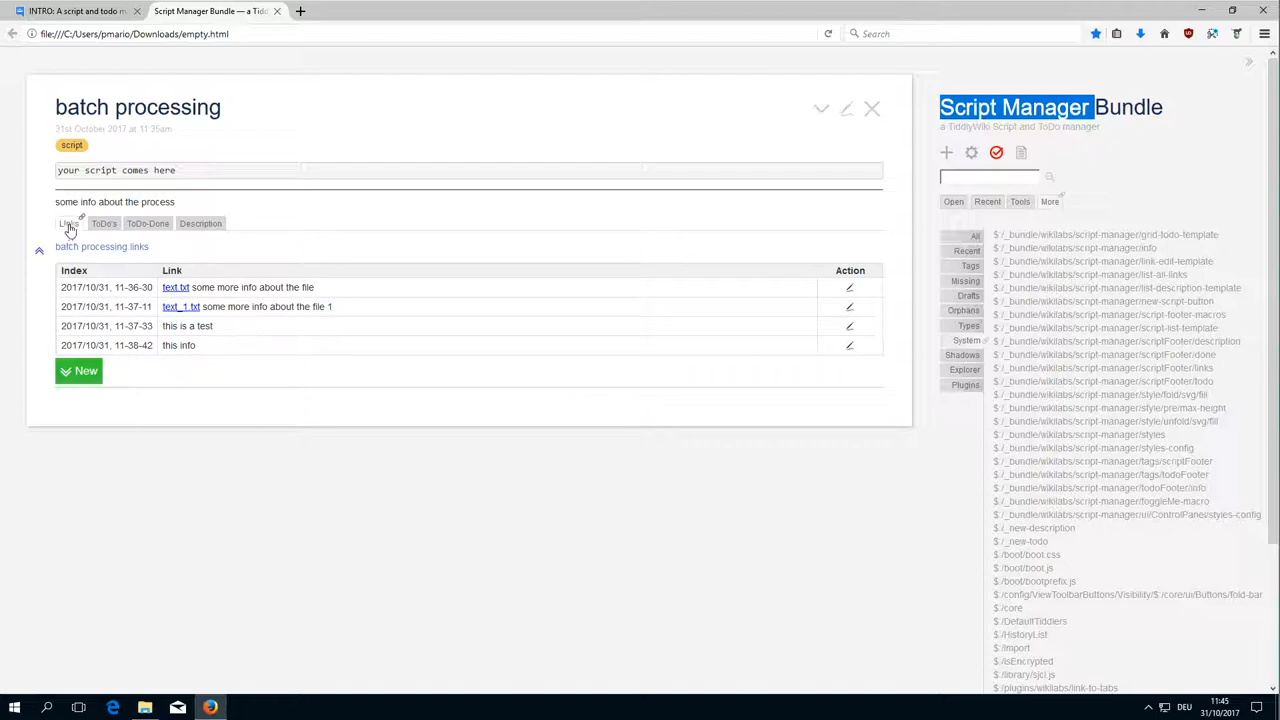 INTRO: A script and todo m
Script Manager Bundle — a Tiddl
file:///C:/Users/pmario/Downloads/empty.html
Search
batch processing
31st October 2017 at 11:35am
script
your script comes here
some info about the process
Links
ToDo's
ToDo-Done
Description
batch processing links
Index
Link
Action
2017/10/31, 11-36-30
text.txt some more info about the file
2017/10/31, 11-37-11
text_1.txt some more info about the file 1
2017/10/31, 11-37-33
this is a test
2017/10/31, 11-38-42
this info
New
Script Manager Bundle
a TiddlyWiki Script and ToDo manager
Open
Recent
Tools
More
All
Recent
Tags
Missing
Drafts
Orphans
Types
System
Shadows
Explorer
Plugins
$:/_bundle/wikilabs/script-manager/grid-todo-template
$:/_bundle/wikilabs/script-manager/info
$:/_bundle/wikilabs/script-manager/link-edit-template
$:/_bundle/wikilabs/script-manager/list-all-links
$:/_bundle/wikilabs/script-manager/list-description-template
$:/_bundle/wikilabs/script-manager/new-script-button
$:/_bundle/wikilabs/script-manager/script-footer-macros
$:/_bundle/wikilabs/script-manager/script-list-template
$:/_bundle/wikilabs/script-manager/scriptFooter/description
$:/_bundle/wikilabs/script-manager/scriptFooter/done
$:/_bundle/wikilabs/script-manager/scriptFooter/links
$:/_bundle/wikilabs/script-manager/scriptFooter/todo
$:/_bundle/wikilabs/script-manager/style/fold/svg/fill
$:/_bundle/wikilabs/script-manager/style/pre/max-height
$:/_bundle/wikilabs/script-manager/style/unfold/svg/fill
$:/_bundle/wikilabs/script-manager/styles
$:/_bundle/wikilabs/script-manager/styles-config
$:/_bundle/wikilabs/script-manager/tags/scriptFooter
$:/_bundle/wikilabs/script-manager/tags/todoFooter
$:/_bundle/wikilabs/script-manager/todoFooter/info
$:/_bundle/wikilabs/script-manager/toggleMe-macro
$:/_bundle/wikilabs/script-manager/ui/ControlPanel/styles-config
$:/_new-description
$:/_new-todo
$:/boot/boot.css
$:/boot/boot.js
$:/boot/bootprefix.js
$:/config/ViewToolbarButtons/Visibility/$:/core/ui/Buttons/fold-bar
$:/core
$:/DefaultTiddlers
$:/HistoryList
$:/Import
$:/isEncrypted
$:/library/sjcl.js
$:/plugins/wikilabs/link-to-tabs
DEU
11:45
31/10/2017